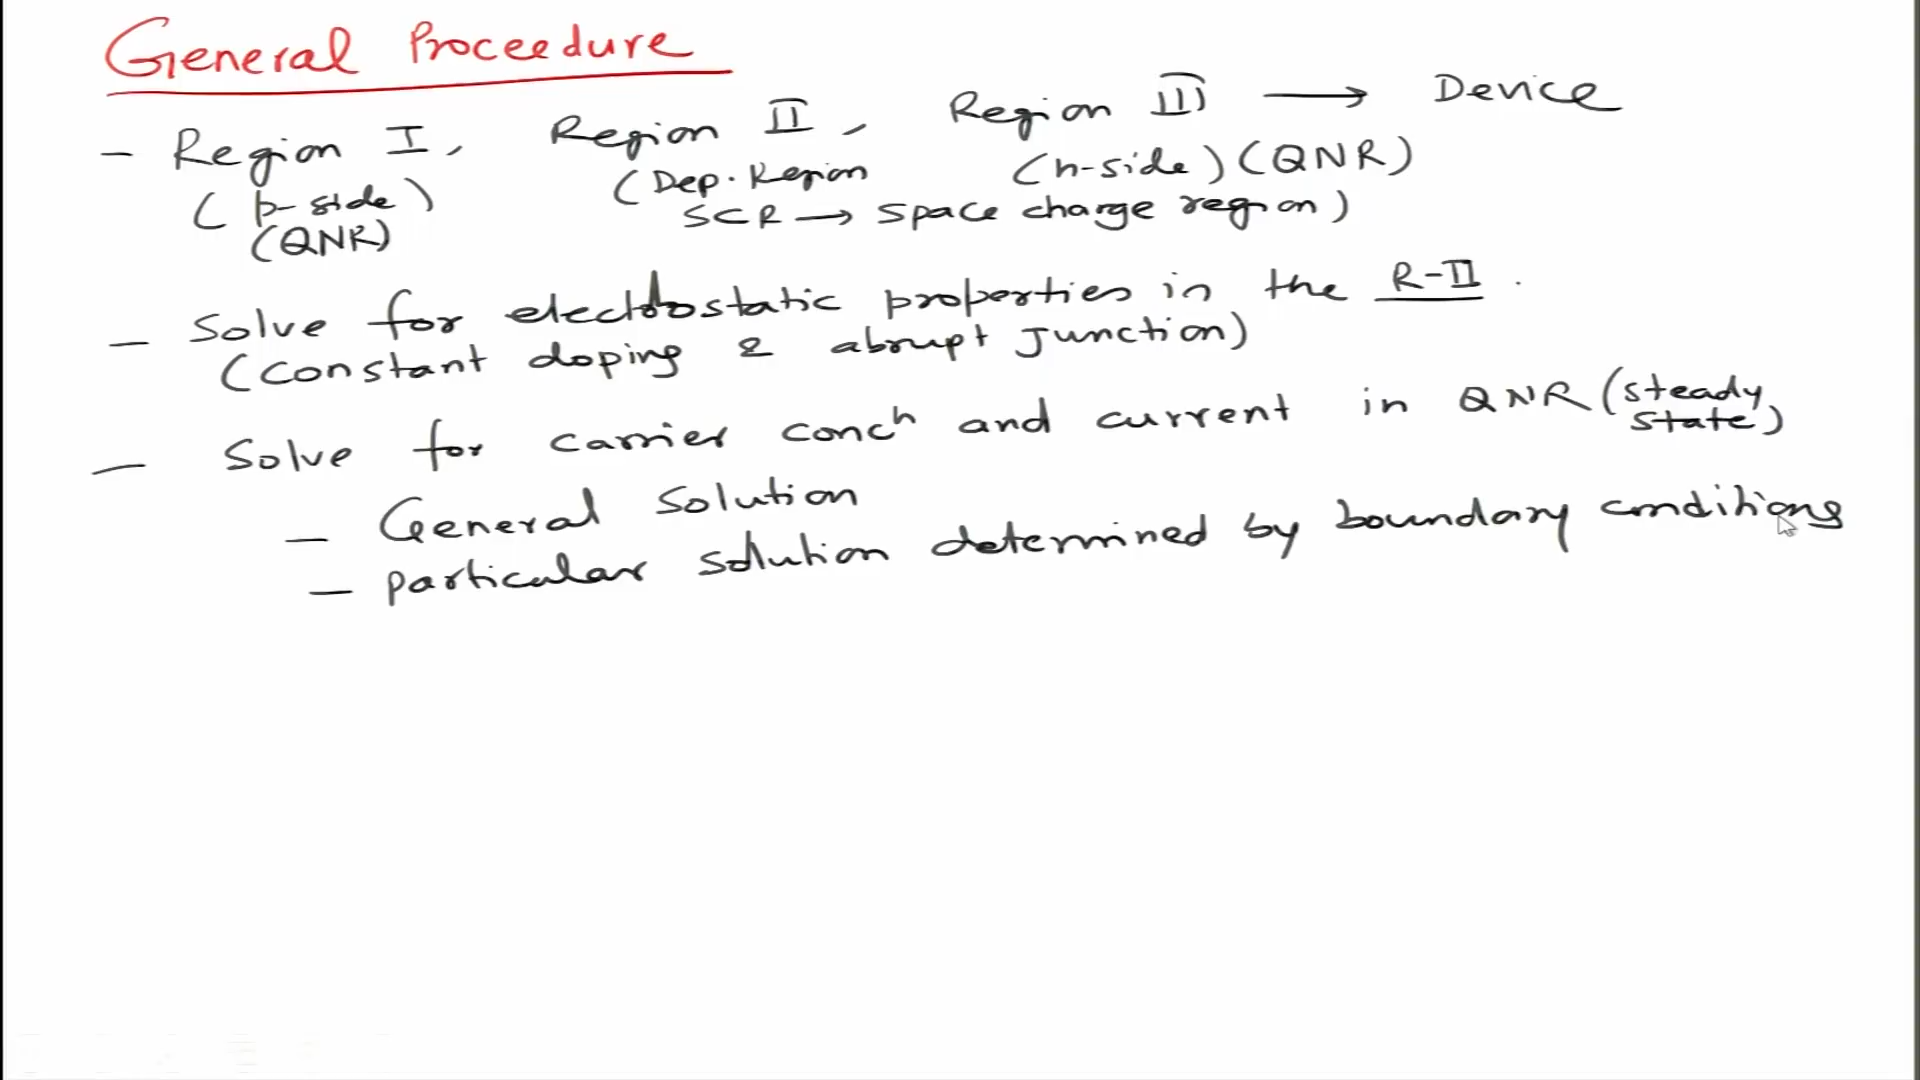 General Proceedure
- Region I, Region II, Region III → Device
(p-side) (Dep. Region (n-side) (QNR)
(QNR) SCR → space charge region)
- Solve for electrostatic properties in the R-II.
(constant doping & abrupt junction)
- Solve for carrier concn and current in QNR (steady state)
- General solution
- particular solution determined by boundary conditions